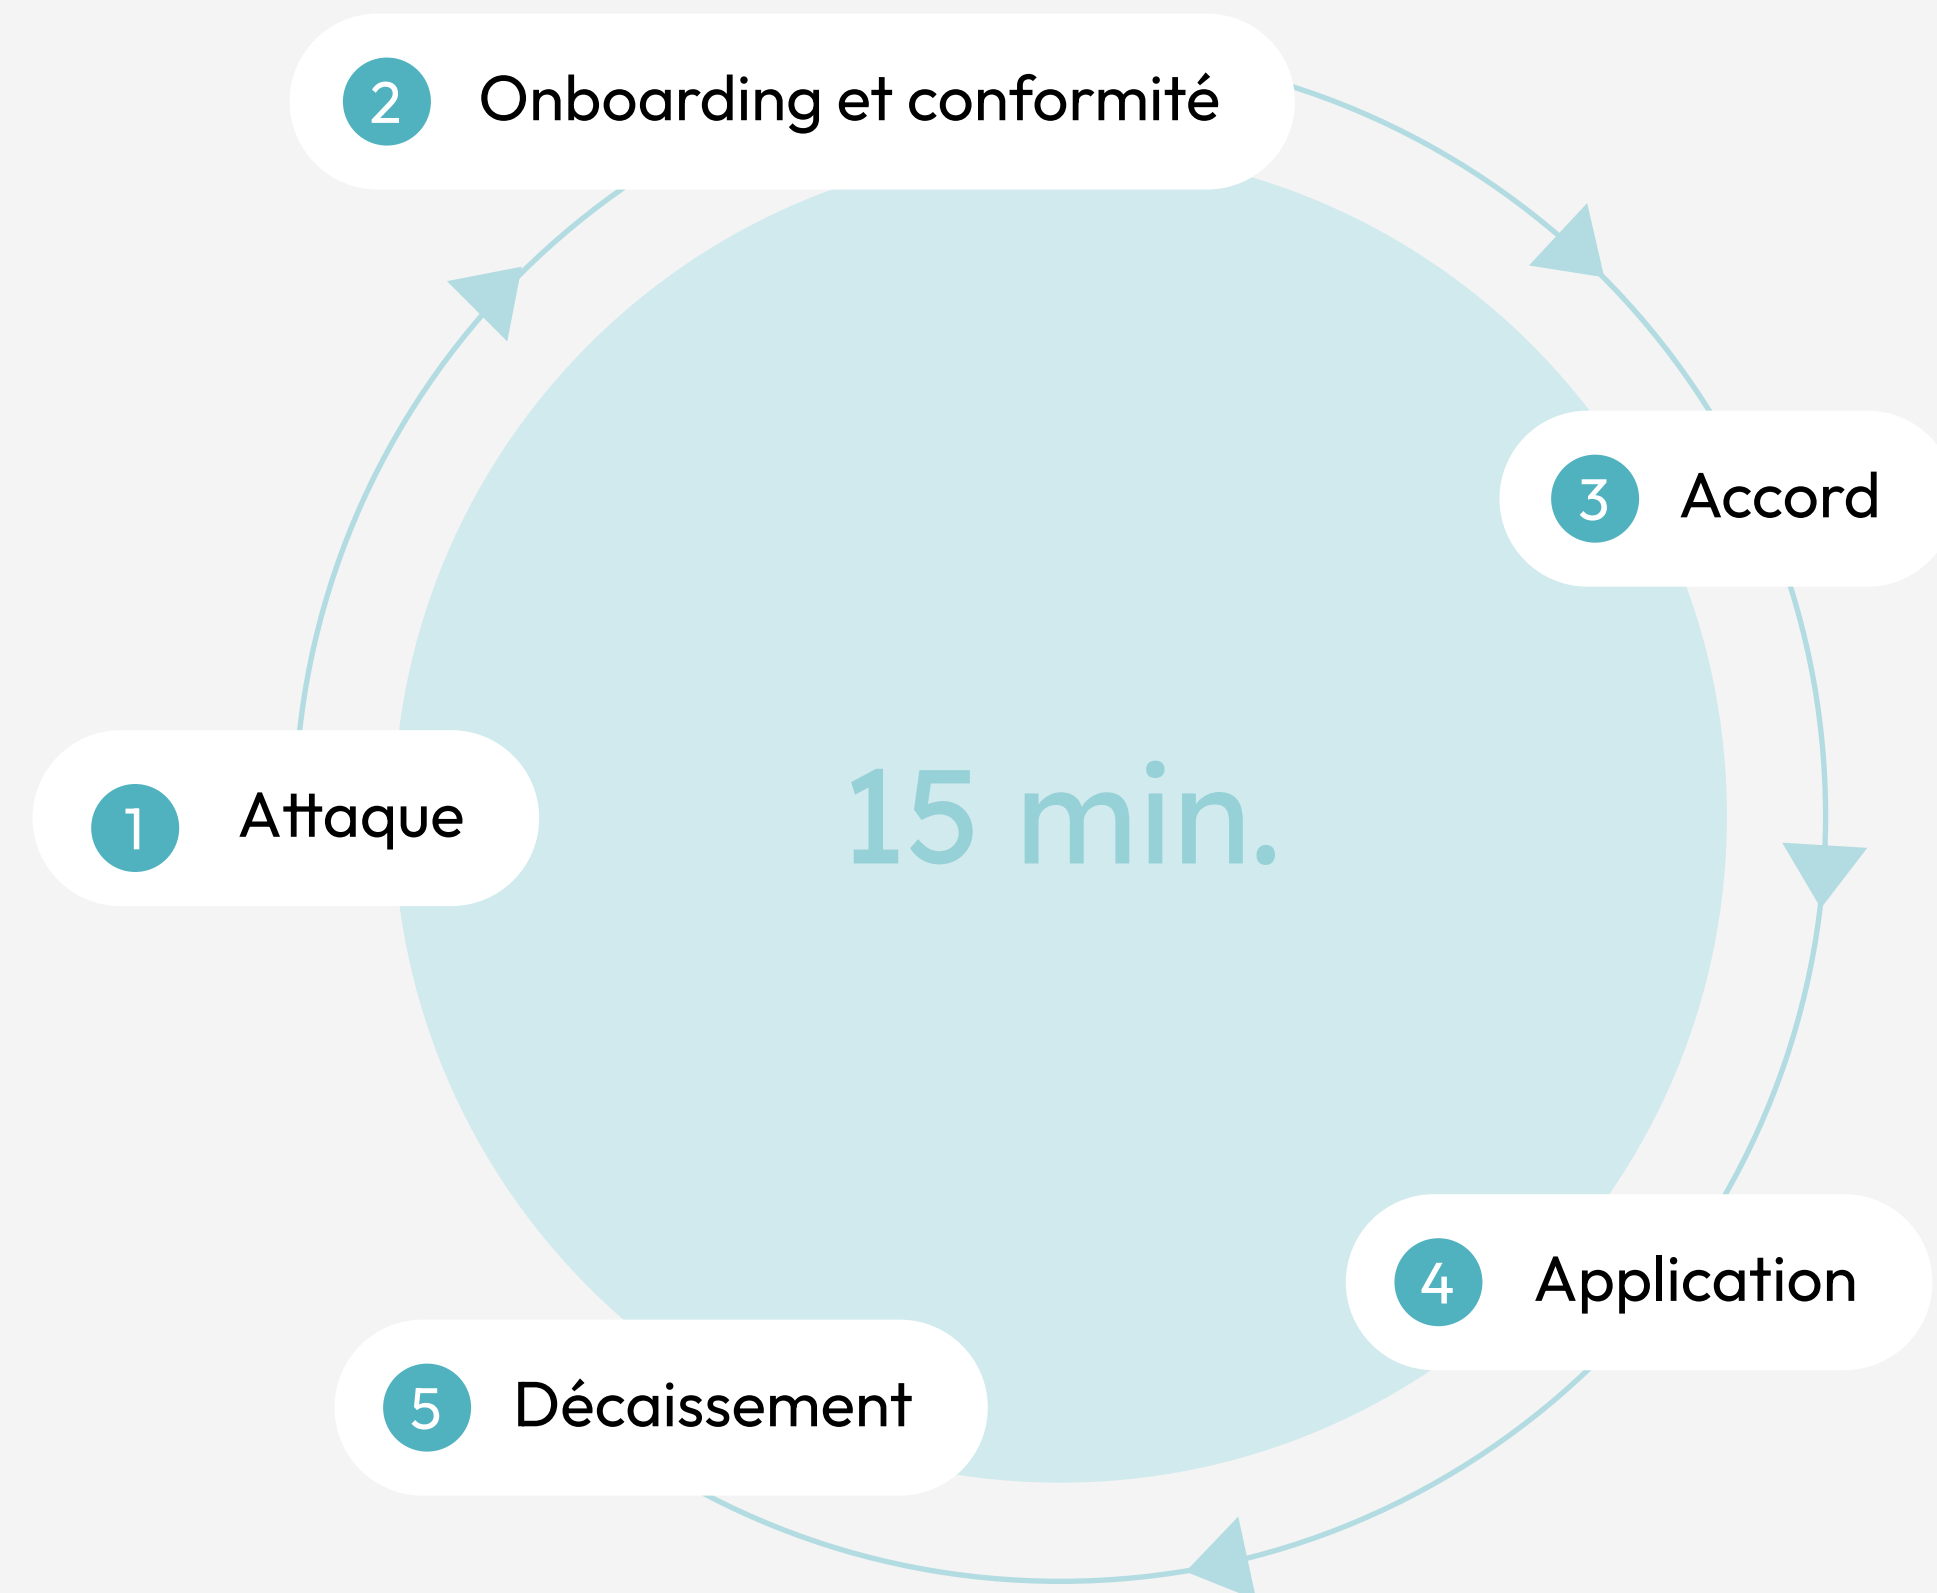 2 Onboarding et conformité
3 Accord
1 Attaque
15 min.
4 Application
5 Décaissement